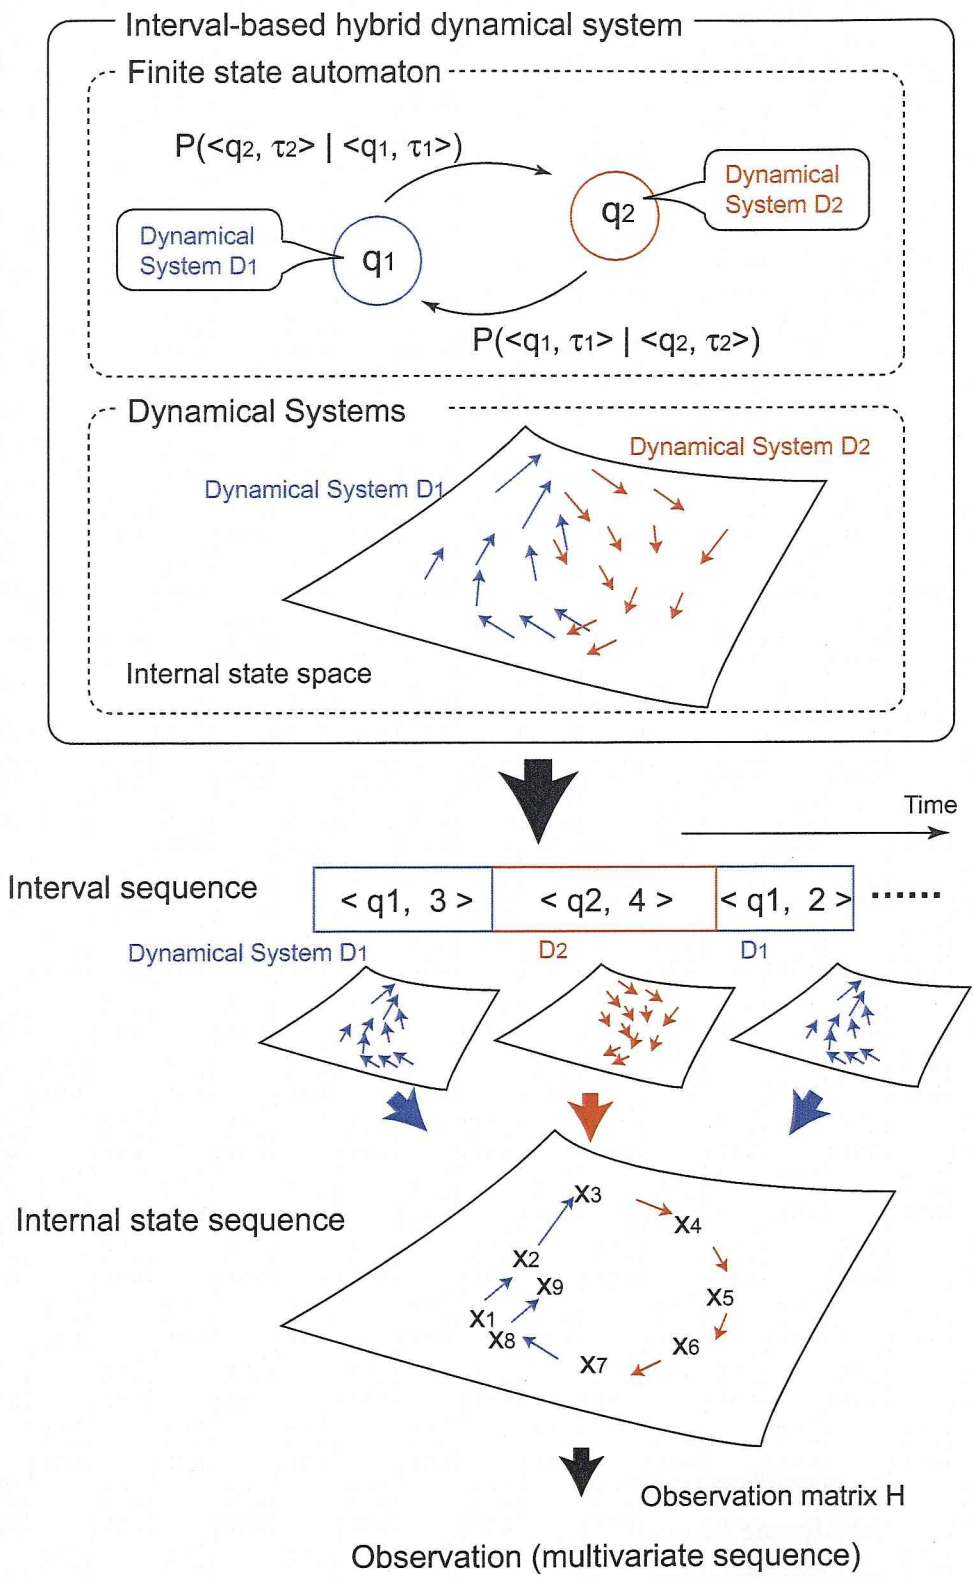 Interval-based hybrid dynamical system
Finite state automaton
P(<q2, τ2> | <q1, τ1>)
Dynamical
System D2
q2
Dynamical
System D1
q1
P(<q1, τ1> | <q2, τ2>)
Dynamical Systems
Dynamical System D2
Dynamical System D1
Internal state space
Time
Interval sequence
< q1, 3 >
< q2, 4 >
< q1, 2 >
......
Dynamical System D1
D2
D1
Internal state sequence
x3
x4
x2
x9
x5
x1
x8
x6
x7
Observation matrix H
Observation (multivariate sequence)